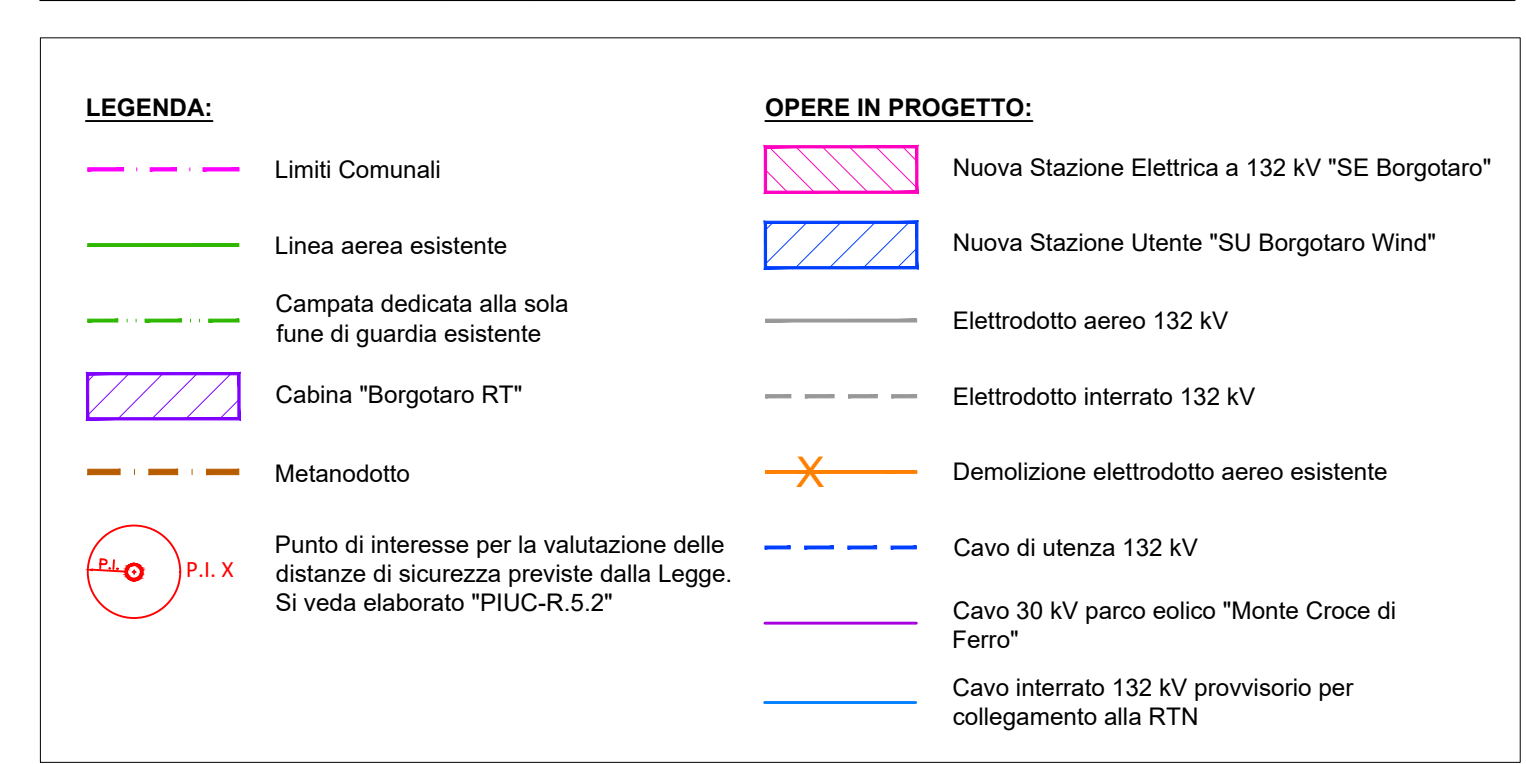 LEGENDA:
Limiti Comunali
Linea aerea esistente
Campata dedicata alla sola
fune di guardia esistente
Cabina "Borgotaro RT"
Metanodotto
P.I.
P.I. X
Punto di interesse per la valutazione delle
distanze di sicurezza previste dalla Legge.
Si veda elaborato "PIUC-R.5.2"
OPERE IN PROGETTO:
Nuova Stazione Elettrica a 132 kV "SE Borgotaro"
Nuova Stazione Utente "SU Borgotaro Wind"
Elettrodotto aereo 132 kV
Elettrodotto interrato 132 kV
Demolizione elettrodotto aereo esistente
Cavo di utenza 132 kV
Cavo 30 kV parco eolico "Monte Croce di
Ferro"
Cavo interrato 132 kV provvisorio per
collegamento alla RTN